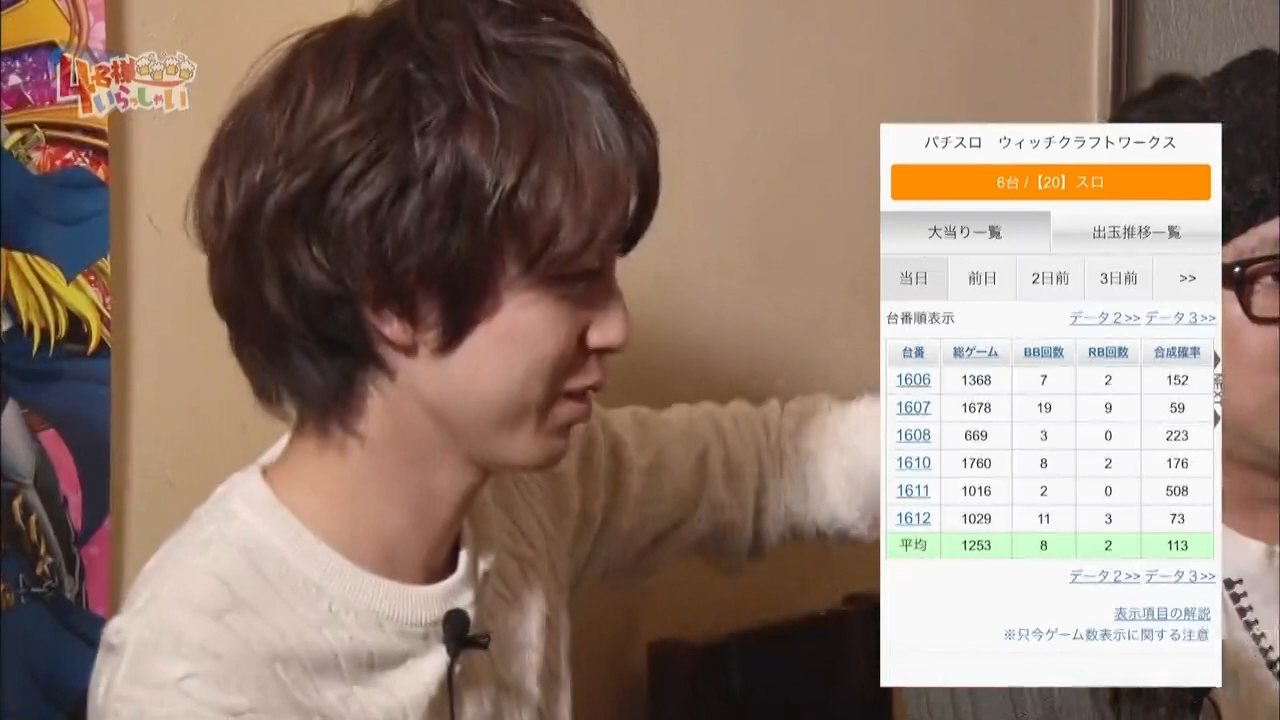 4名様
いらっしゃい
パチスロ ウィッチクラフトワークス
6台 /【20】スロ
大当り一覧 出玉推移一覧
当日 前日 2日前 3日前 >>
台番順表示 データ2>> データ3>>
台番 総ゲーム BB回数 RB回数 合成確率
1606 1368 7 2 152
1607 1678 19 9 59
1608 669 3 0 223
1610 1760 8 2 176
1611 1016 2 0 508
1612 1029 11 3 73
平均 1253 8 2 113
データ2>> データ3>>
表示項目の解説
※只今ゲーム数表示に関する注意